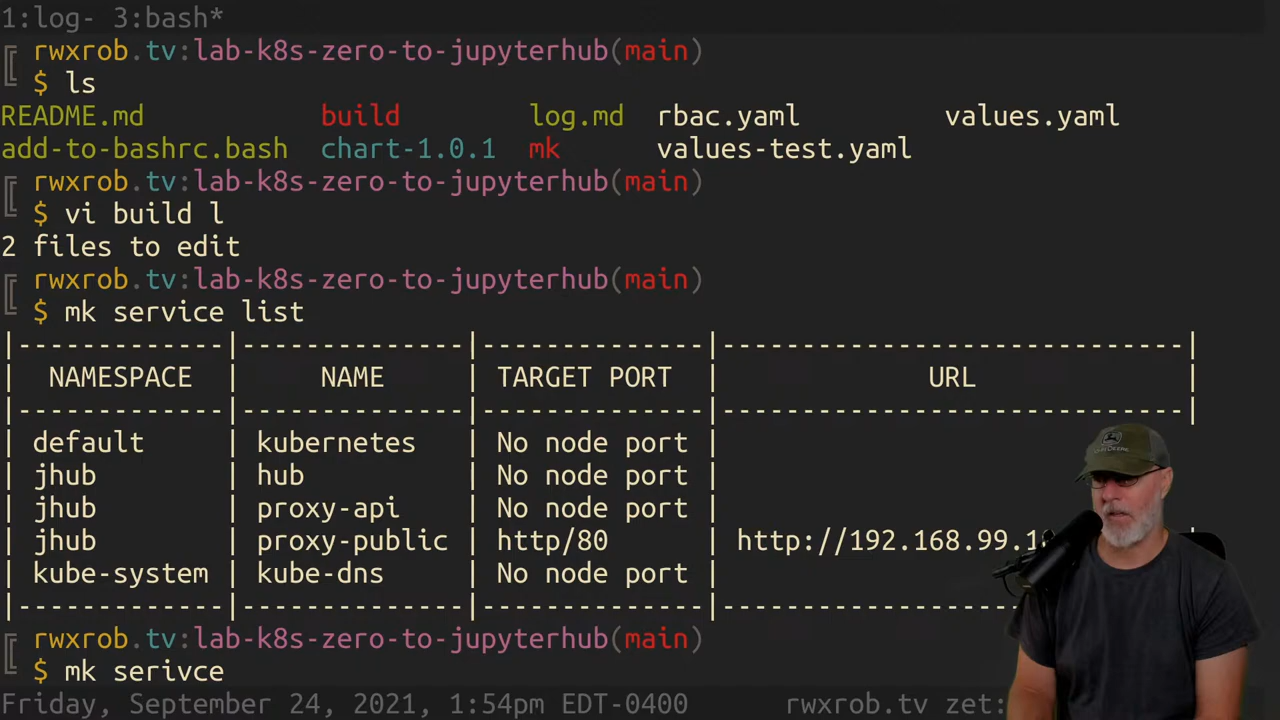 1:log- 3:bash*
rwxrob.tv:lab-k8s-zero-to-jupyterhub(main)
$ ls
README.md build log.md rbac.yaml values.yaml
add-to-bashrc.bash chart-1.0.1 mk values-test.yaml
rwxrob.tv:lab-k8s-zero-to-jupyterhub(main)
$ vi build l
2 files to edit
rwxrob.tv:lab-k8s-zero-to-jupyterhub(main)
$ mk service list
|-------------|---------------|--------------|-----------------------------|
| NAMESPACE | NAME | TARGET PORT | URL |
|-------------|---------------|--------------|-----------------------------|
| default | kubernetes | No node port |
| jhub | hub | No node port |
| jhub | proxy-api | No node port |
| jhub | proxy-public | http/80 | http://192.168.99.1
| kube-system | kube-dns | No node port |
|-------------|---------------|--------------|-------------------
rwxrob.tv:lab-k8s-zero-to-jupyterhub(main)
$ mk serivce
Friday, September 24, 2021, 1:54pm EDT-0400 rwxrob.tv zet: